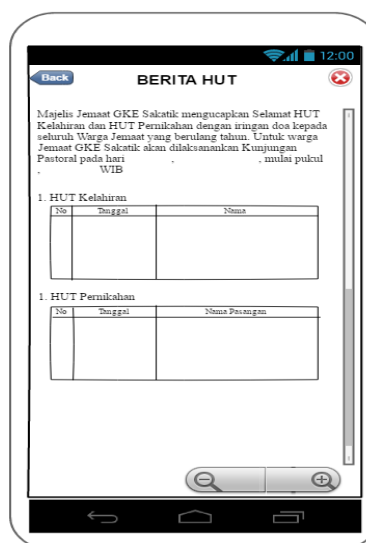 12:00
Back
BERITA HUT
Majelis Jemaat GKE Sakatik mengucapkan Selamat HUT
Kelahiran dan HUT Pernikahan dengan iringan doa kepada
seluruh Warga Jemaat yang berulang tahun. Untuk warga
Jemaat GKE Sakatik akan dilaksanankan Kunjungan
Pastoral pada hari , , mulai pukul
. WIB
1. HUT Kelahiran
No Tanggal Nama
1. HUT Pernikahan
No Tanggal Nama Pasangan